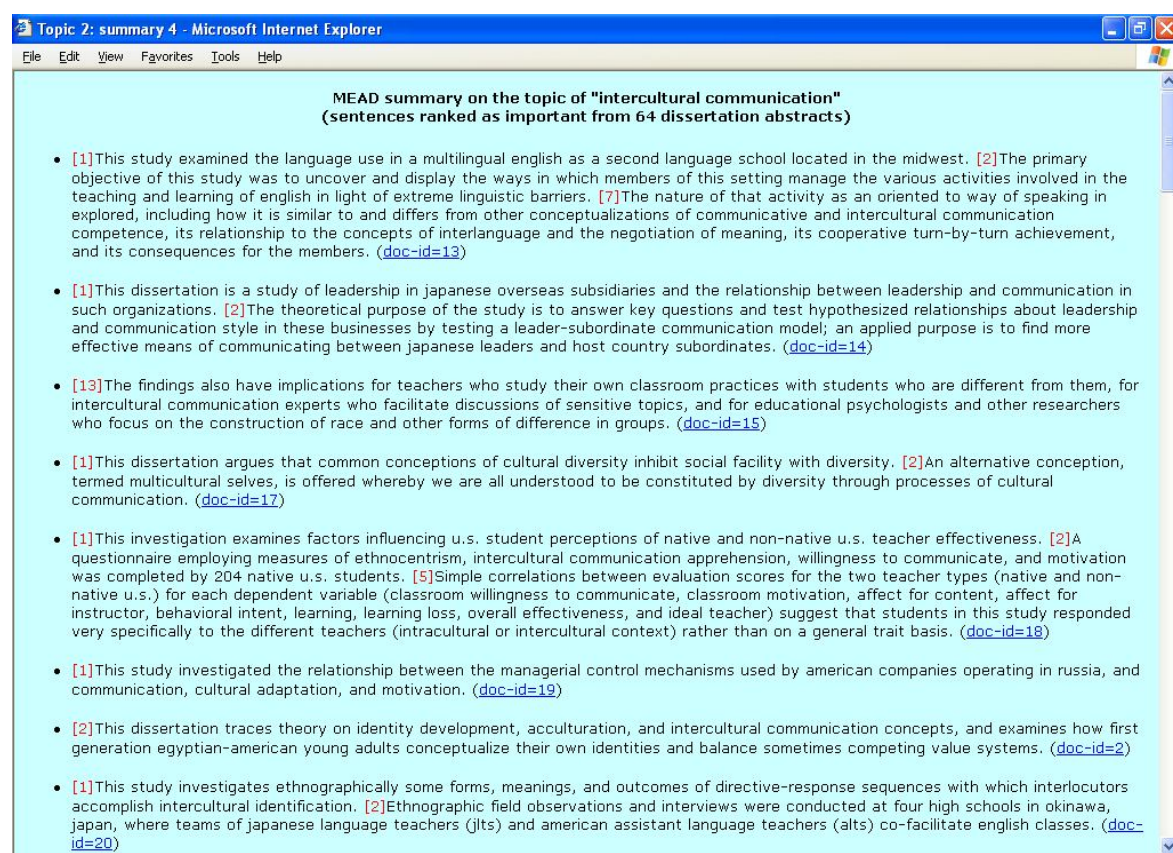 Topic 2: summary 4 - Microsoft Internet Explorer
File Edit View Favorites Tools Help
MEAD summary on the topic of "intercultural communication"
(sentences ranked as important from 64 dissertation abstracts)
• [1]This study examined the language use in a multilingual english as a second language school located in the midwest. [2]The primary
objective of this study was to uncover and display the ways in which members of this setting manage the various activities involved in the
teaching and learning of english in light of extreme linguistic barriers. [7]The nature of that activity as an oriented to way of speaking in
explored, including how it is similar to and differs from other conceptualizations of communicative and intercultural communication
competence, its relationship to the concepts of interlanguage and the negotiation of meaning, its cooperative turn-by-turn achievement,
and its consequences for the members. (doc-id=13)
• [1]This dissertation is a study of leadership in japanese overseas subsidiaries and the relationship between leadership and communication in
such organizations. [2]The theoretical purpose of the study is to answer key questions and test hypothesized relationships about leadership
and communication style in these businesses by testing a leader-subordinate communication model; an applied purpose is to find more
effective means of communicating between japanese leaders and host country subordinates. (doc-id=14)
• [13]The findings also have implications for teachers who study their own classroom practices with students who are different from them, for
intercultural communication experts who facilitate discussions of sensitive topics, and for educational psychologists and other researchers
who focus on the construction of race and other forms of difference in groups. (doc-id=15)
• [1]This dissertation argues that common conceptions of cultural diversity inhibit social facility with diversity. [2]An alternative conception,
termed multicultural selves, is offered whereby we are all understood to be constituted by diversity through processes of cultural
communication. (doc-id=17)
• [1]This investigation examines factors influencing u.s. student perceptions of native and non-native u.s. teacher effectiveness. [2]A
questionnaire employing measures of ethnocentrism, intercultural communication apprehension, willingness to communicate, and motivation
was completed by 204 native u.s. students. [5]Simple correlations between evaluation scores for the two teacher types (native and non-
native u.s.) for each dependent variable (classroom willingness to communicate, classroom motivation, affect for content, affect for
instructor, behavioral intent, learning, learning loss, overall effectiveness, and ideal teacher) suggest that students in this study responded
very specifically to the different teachers (intracultural or intercultural context) rather than on a general trait basis. (doc-id=18)
• [1]This study investigated the relationship between the managerial control mechanisms used by american companies operating in russia, and
communication, cultural adaptation, and motivation. (doc-id=19)
• [2]This dissertation traces theory on identity development, acculturation, and intercultural communication concepts, and examines how first
generation egyptian-american young adults conceptualize their own identities and balance sometimes competing value systems. (doc-id=2)
• [1]This study investigates ethnographically some forms, meanings, and outcomes of directive-response sequences with which interlocutors
accomplish intercultural identification. [2]Ethnographic field observations and interviews were conducted at four high schools in okinawa,
japan, where teams of japanese language teachers (jlts) and american assistant language teachers (alts) co-facilitate english classes. (doc-
id=20)